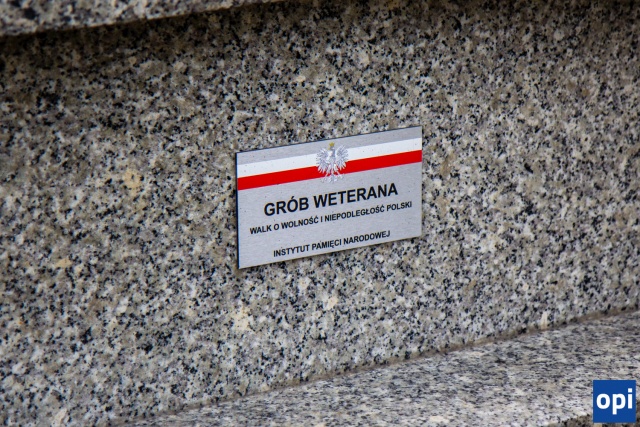 GRÓB WETERANA
WALK O WOLNOŚĆ I NIEPODLEGŁOŚĆ POLSKI
INSTYTUT PAMIĘCI NARODOWEJ
opi